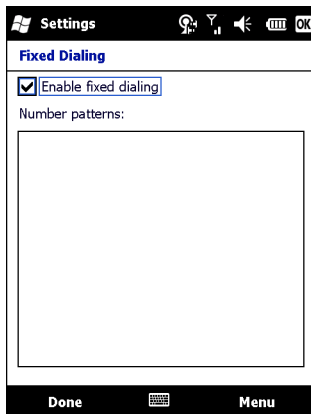 Settings
OK
Fixed Dialing
Enable fixed dialing
Number patterns:
Done
Menu